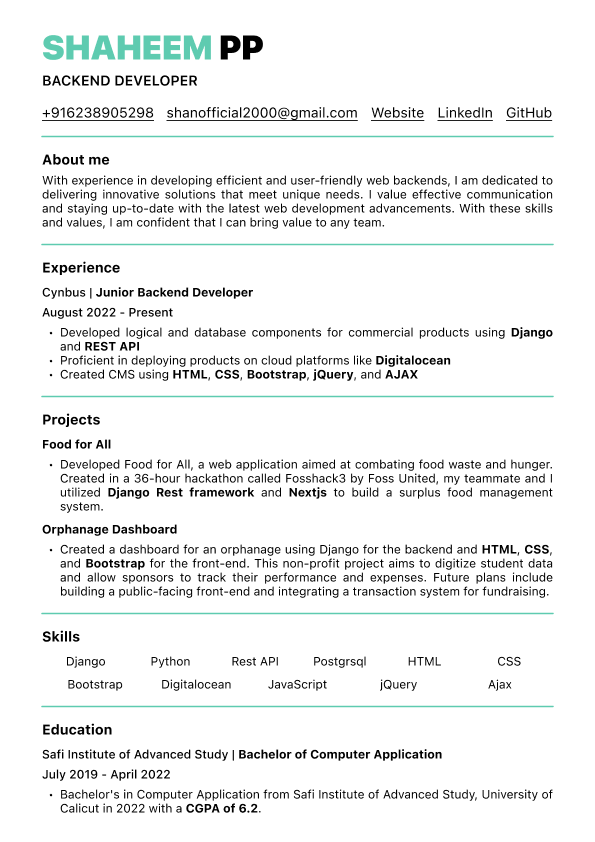 SHAHEEM PP
BACKEND DEVELOPER
+916238905298 shanofficial2000@gmail.com Website LinkedIn GitHub
About me
With experience in developing efficient and user-friendly web backends, I am dedicated to
delivering innovative solutions that meet unique needs. I value effective communication
and staying up-to-date with the latest web development advancements. With these skills
and values, I am confident that I can bring value to any team.
Experience
Cynbus | Junior Backend Developer
August 2022 - Present
• Developed logical and database components for commercial products using Django
and REST API
• Proficient in deploying products on cloud platforms like Digitalocean
• Created CMS using HTML, CSS, Bootstrap, jQuery, and AJAX
Projects
Food for All
• Developed Food for All, a web application aimed at combating food waste and hunger.
Created in a 36-hour hackathon called Fosshack3 by Foss United, my teammate and I
utilized Django Rest framework and Nextjs to build a surplus food management
system.
Orphanage Dashboard
• Created a dashboard for an orphanage using Django for the backend and HTML, CSS,
and Bootstrap for the front-end. This non-profit project aims to digitize student data
and allow sponsors to track their performance and expenses. Future plans include
building a public-facing front-end and integrating a transaction system for fundraising.
Skills
Django Python Rest API Postgrsql HTML CSS
Bootstrap Digitalocean JavaScript jQuery Ajax
Education
Safi Institute of Advanced Study | Bachelor of Computer Application
July 2019 - April 2022
• Bachelor's in Computer Application from Safi Institute of Advanced Study, University of
Calicut in 2022 with a CGPA of 6.2.